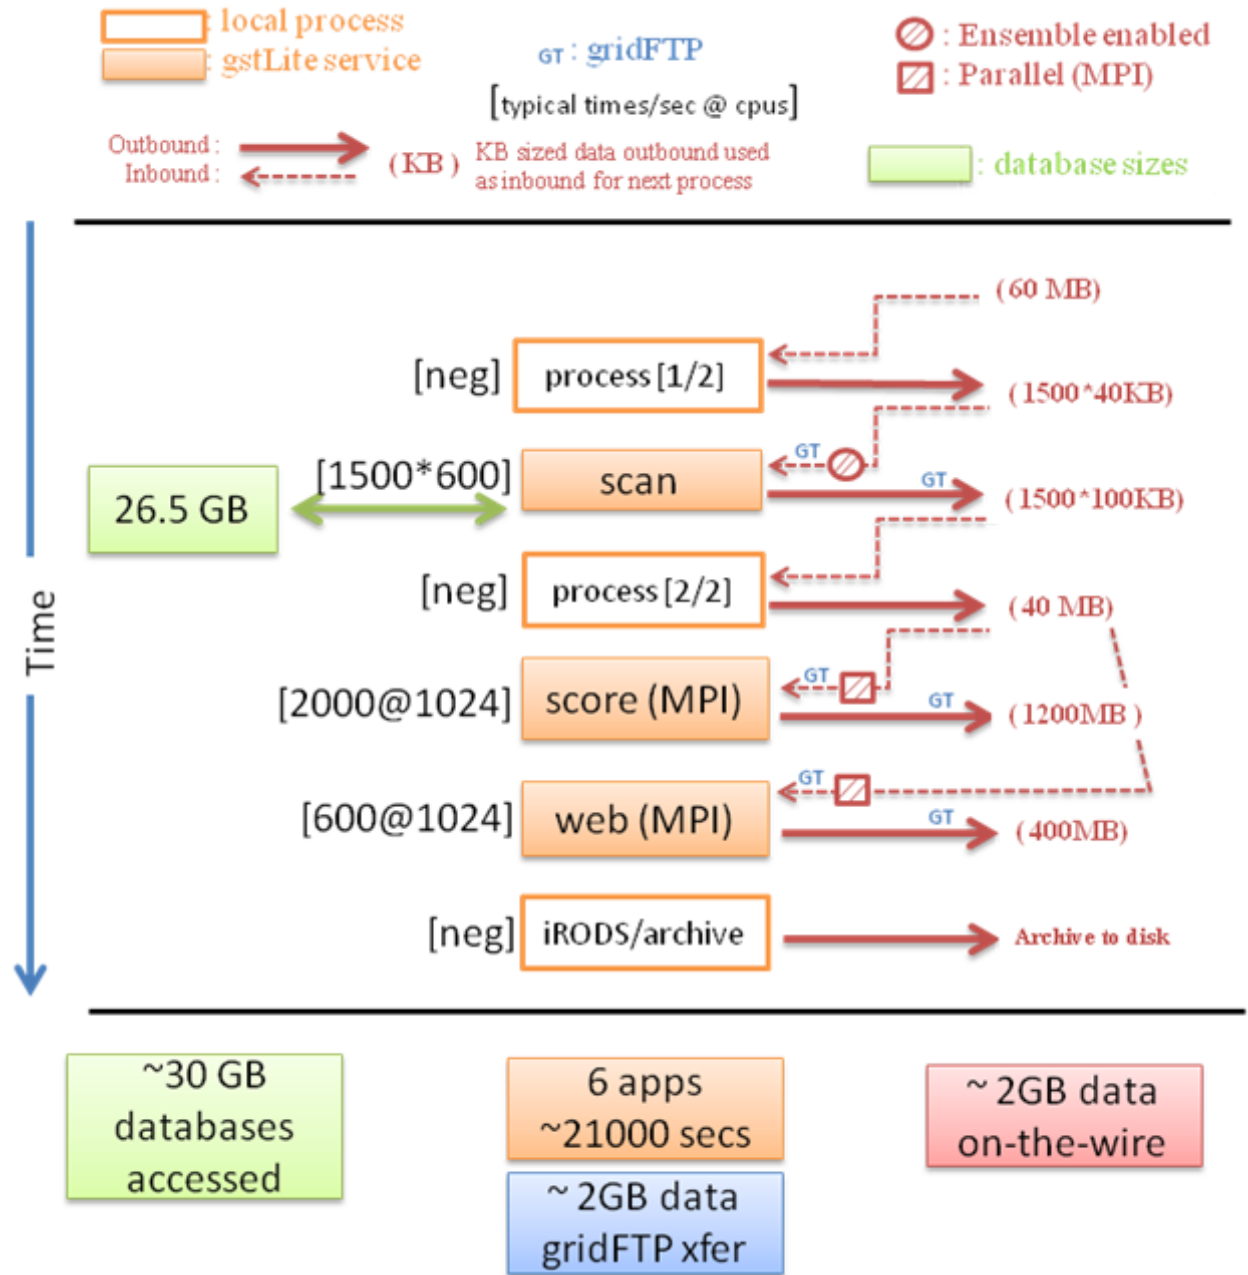 : local process
: gstLite service
GT : gridFTP
[typical times/sec @ cpus]
: Ensemble enabled
: Parallel (MPI)
Outbound :
Inbound :
(KB)
KB sized data outbound used
as inbound for next process
: database sizes
Time
(60 MB)
[neg]
process [1/2]
(1500*40KB)
GT
[1500*600]
scan
GT
(1500*100KB)
26.5 GB
[neg]
process [2/2]
(40 MB)
GT
[2000@1024]
score (MPI)
GT
(1200MB )
GT
[600@1024]
web (MPI)
GT
(400MB)
[neg]
iRODS/archive
Archive to disk
~30 GB
databases
accessed
6 apps
~21000 secs
~ 2GB data
gridFTP xfer
~ 2GB data
on-the-wire